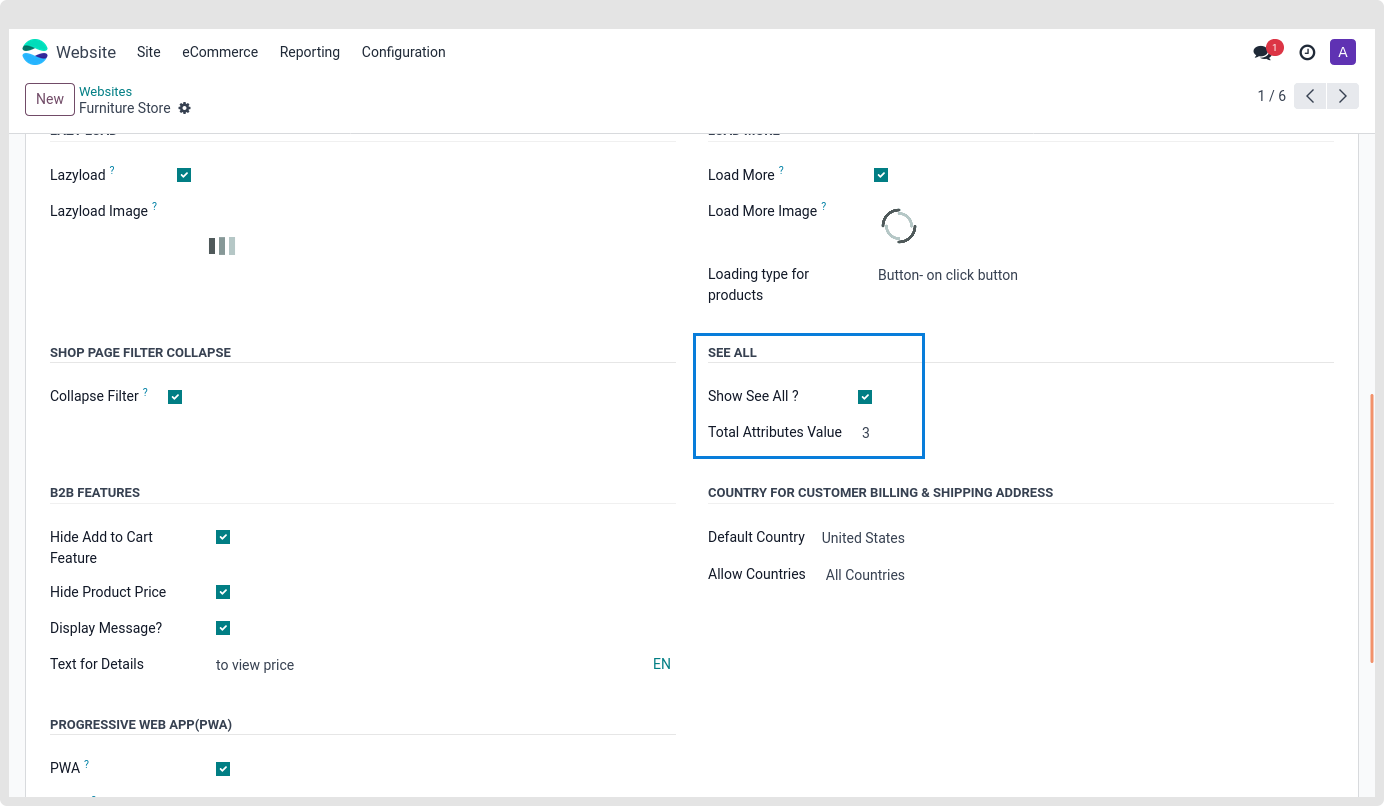 Website Site eCommerce Reporting Configuration 1 A
New Websites
Furniture Store 1 / 6
LAZY LOAD
Lazyload ?
Lazyload Image ?
LOAD MORE
Load More ?
Load More Image ?
Loading type for
products
Button- on click button
SHOP PAGE FILTER COLLAPSE
Collapse Filter ?
SEE ALL
Show See All ?
Total Attributes Value 3
B2B FEATURES
Hide Add to Cart
Feature
Hide Product Price
Display Message?
Text for Details to view price EN
COUNTRY FOR CUSTOMER BILLING & SHIPPING ADDRESS
Default Country United States
Allow Countries All Countries
PROGRESSIVE WEB APP(PWA)
PWA ?